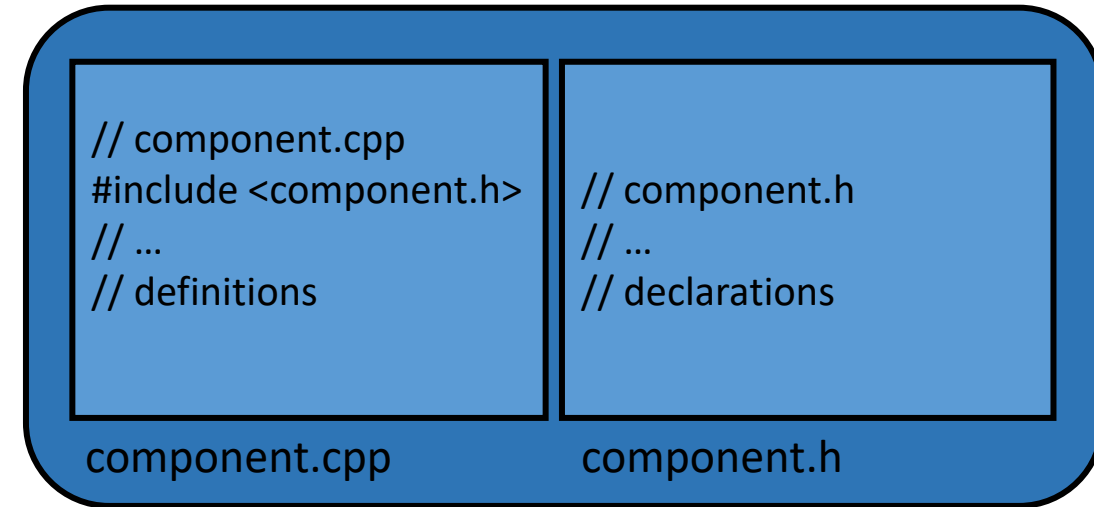 // component.cpp
#include <component.h>
// …
// definitions
// component.h
// …
// declarations
component.cpp
component.h